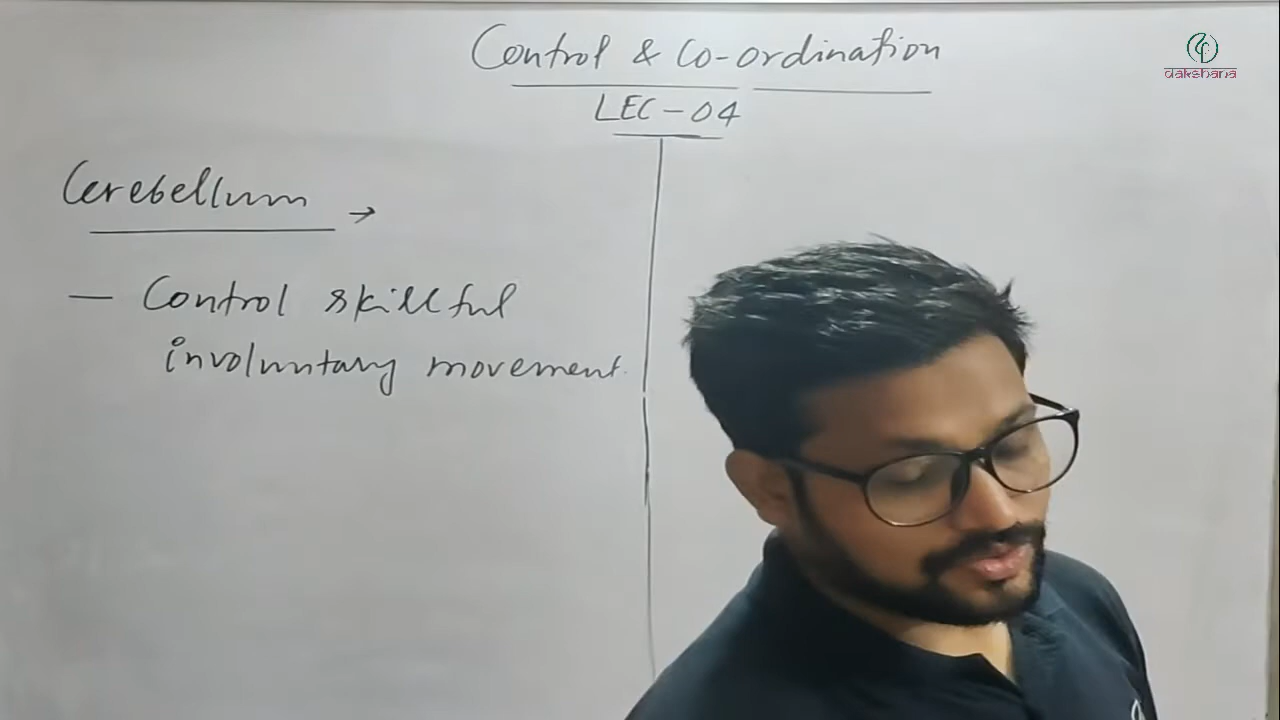 Control & Co-ordination
LEC-04
dakshana
Cerebellum →
— Control skillful
involuntary movement.